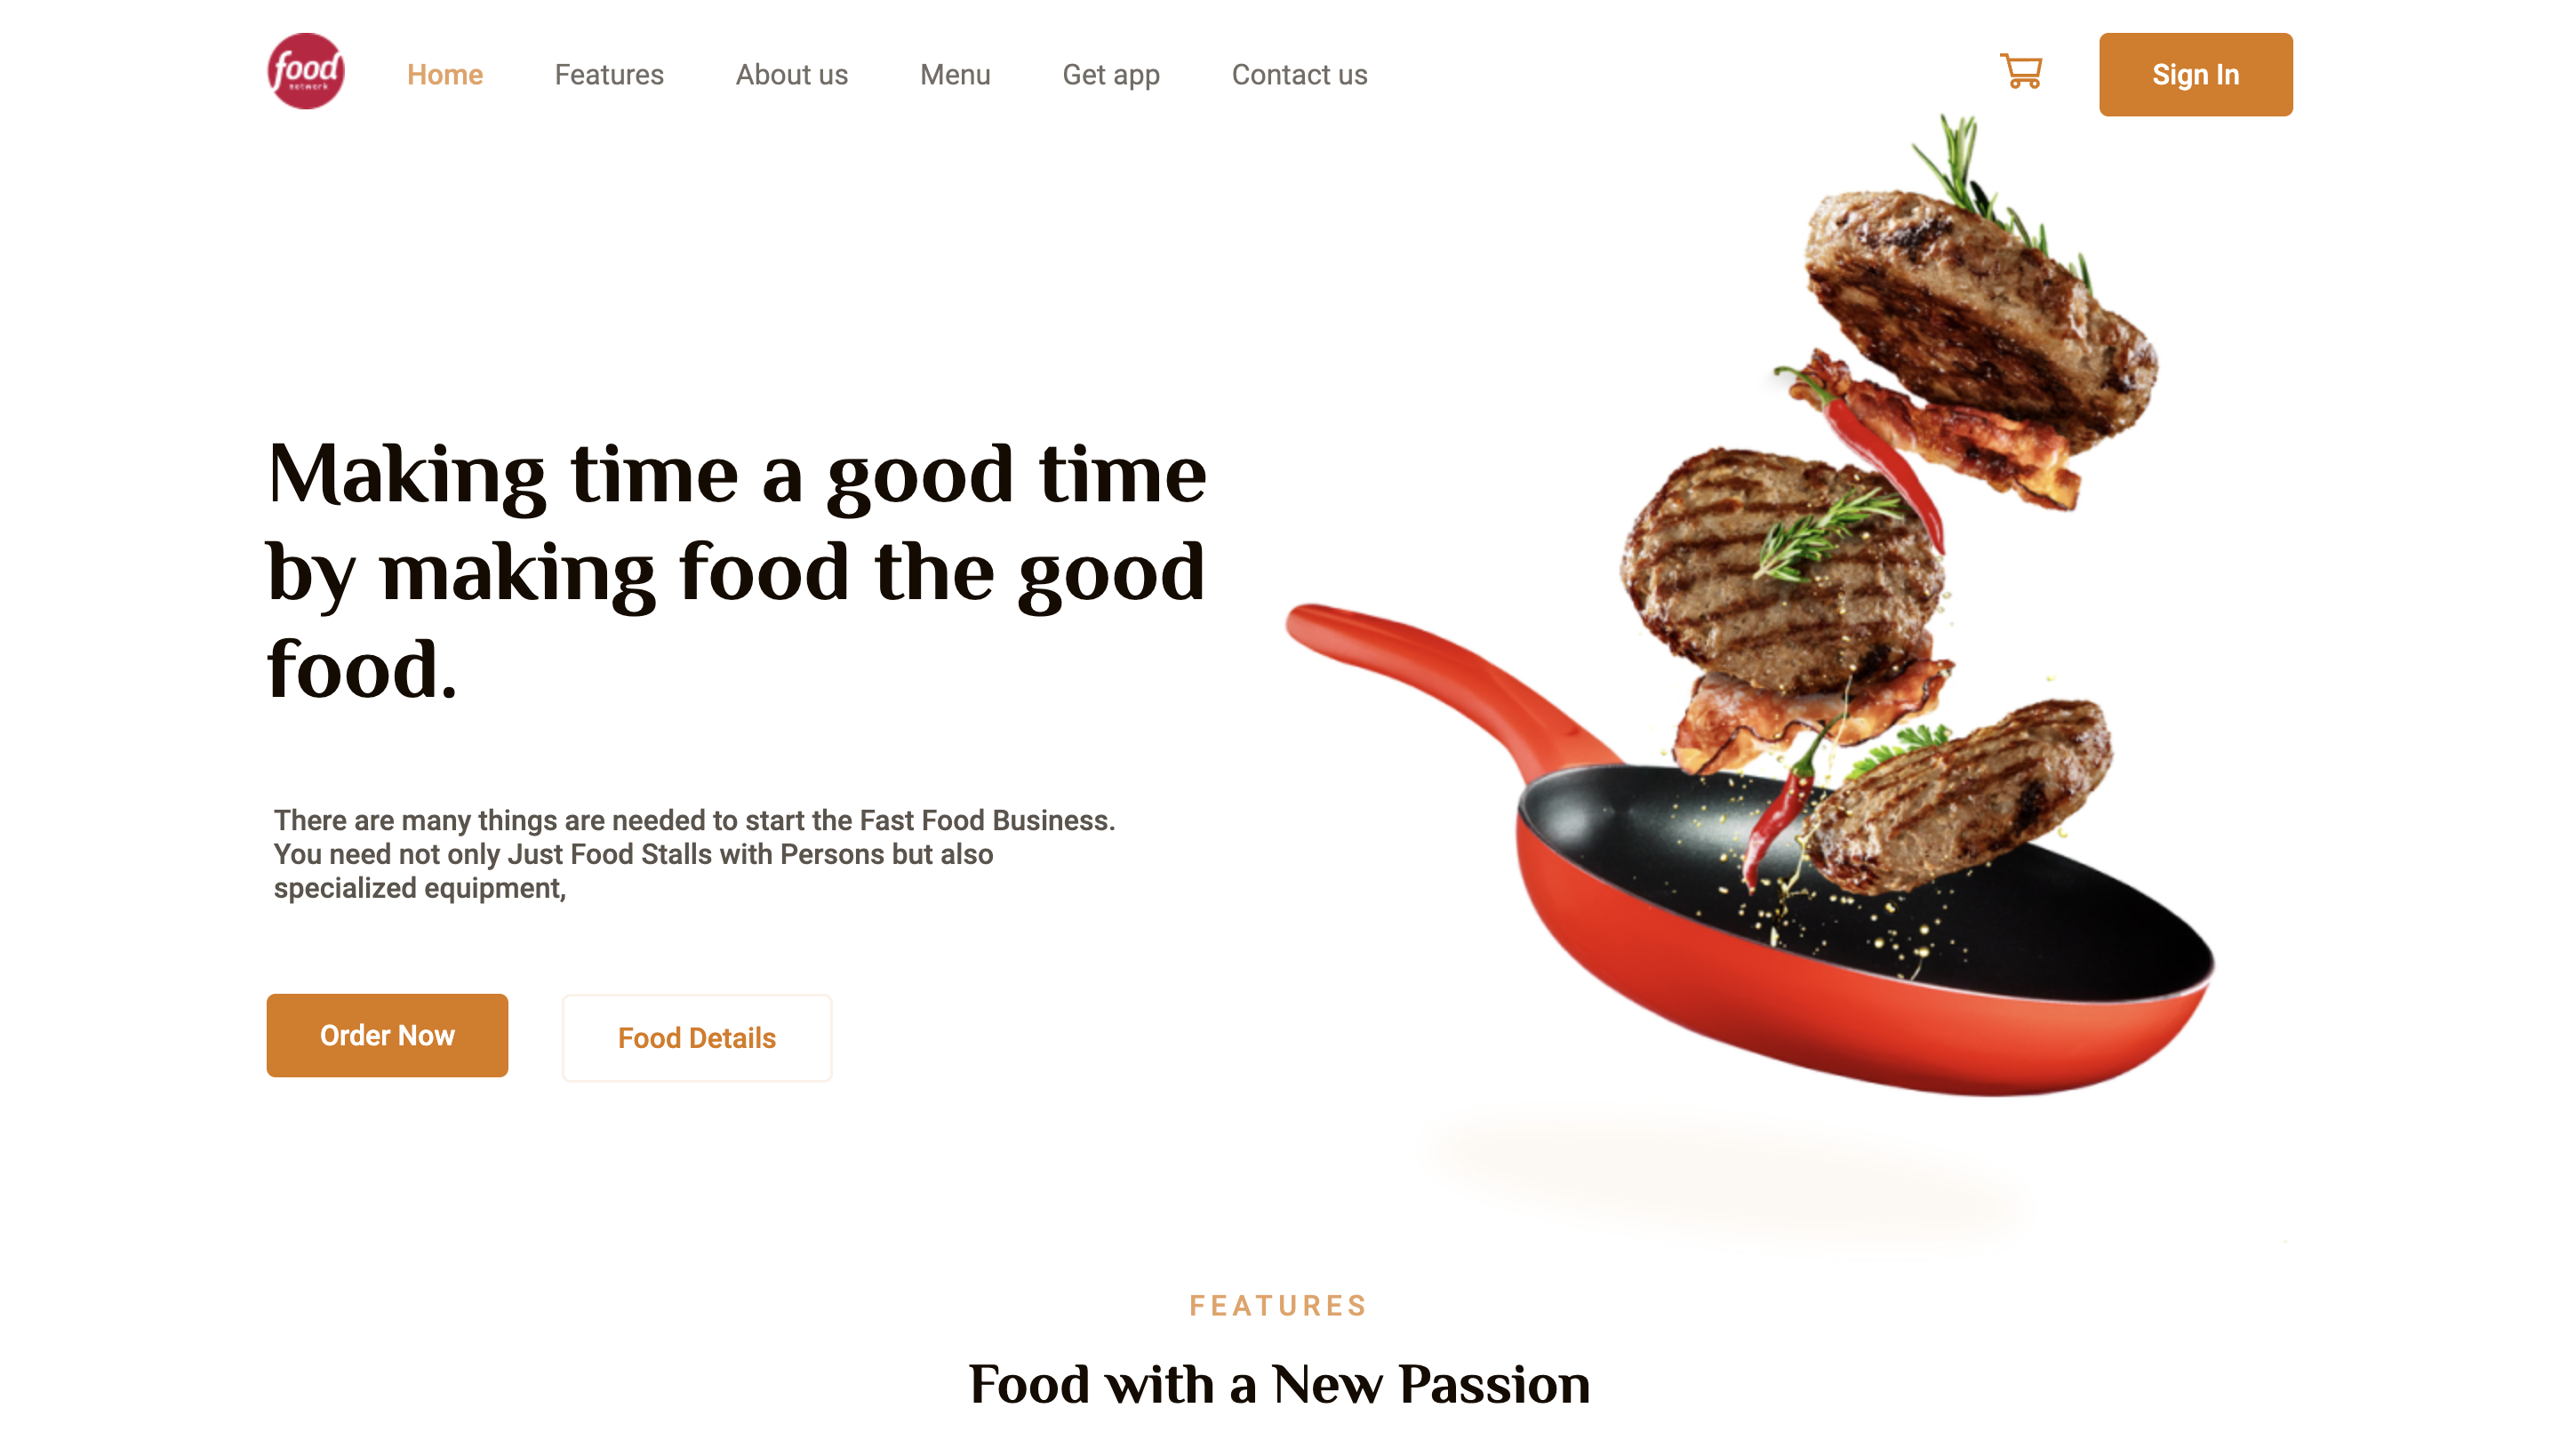 food
network
Home
Features
About us
Menu
Get app
Contact us
Sign In
Making time a good time
by making food the good
food.
There are many things are needed to start the Fast Food Business.
You need not only Just Food Stalls with Persons but also
specialized equipment,
Order Now
Food Details
FEATURES
Food with a New Passion